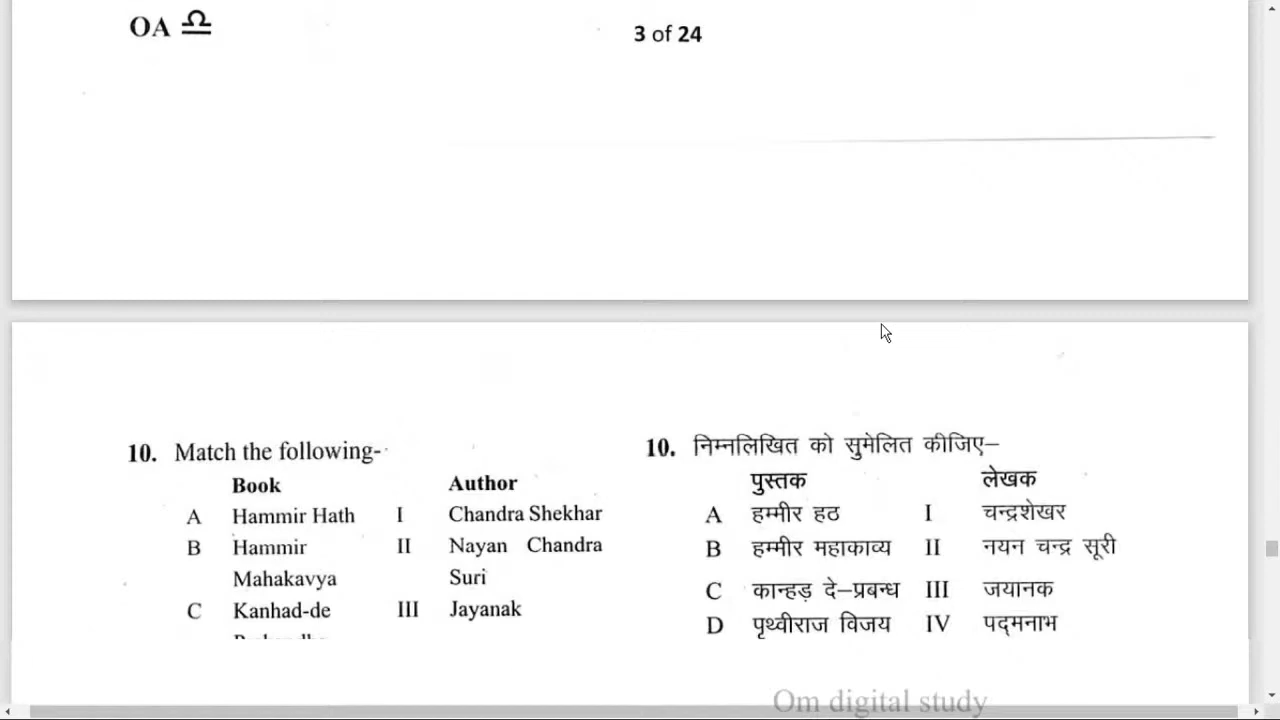 OA ♎
3 of 24
10. Match the following-
Book Author
A Hammir Hath I Chandra Shekhar
B Hammir II Nayan Chandra
Mahakavya Suri
C Kanhad-de III Jayanak
10. निम्नलिखित को सुमेलित कीजिए–
पुस्तक लेखक
A हम्मीर हठ I चन्द्रशेखर
B हम्मीर महाकाव्य II नयन चन्द्र सूरी
C कान्हड़ दे–प्रबन्ध III जयानक
D पृथ्वीराज विजय IV पद्मनाभ
Om digital study